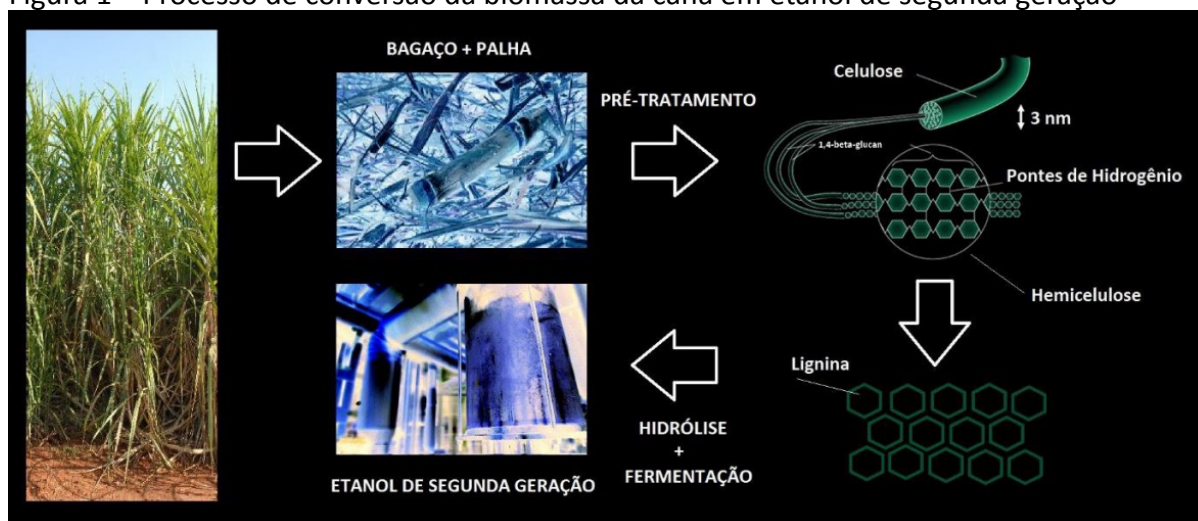 Figura 1 – Processo de conversão da biomassa da cana em etanol de segunda geração
BAGAÇO + PALHA
PRÉ-TRATAMENTO
Celulose
3 nm
1,4-beta-glucan
Pontes de Hidrogênio
Hemicelulose
Lignina
HIDRÓLISE
+
FERMENTAÇÃO
ETANOL DE SEGUNDA GERAÇÃO